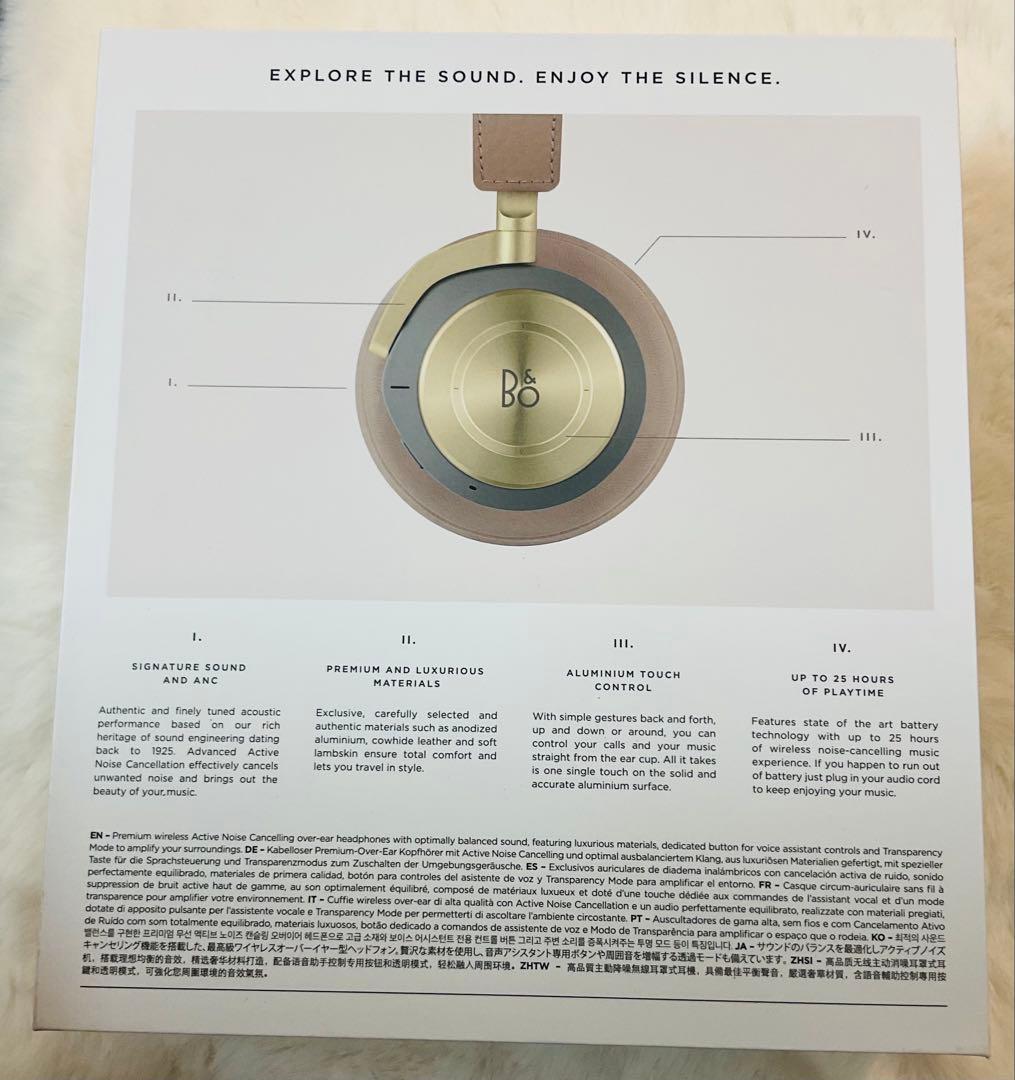 EXPLORE THE SOUND. ENJOY THE SILENCE.
IV.
II.
I.
B&O
III.
I.
SIGNATURE SOUND
AND ANC
Authentic and finely tuned acoustic
performance based on our rich
heritage of sound engineering dating
back to 1925. Advanced Active
Noise Cancellation effectively cancels
unwanted noise and brings out the
beauty of your music.
II.
PREMIUM AND LUXURIOUS
MATERIALS
Exclusive, carefully selected and
authentic materials such as anodized
aluminium, cowhide leather and soft
lambskin ensure total comfort and
lets you travel in style.
III.
ALUMINIUM TOUCH
CONTROL
With simple gestures back and forth,
up and down or around, you can
control your calls and your music
straight from the ear cup. All it takes
is one single touch on the solid and
accurate aluminium surface.
IV.
UP TO 25 HOURS
OF PLAYTIME
Features state of the art battery
technology with up to 25 hours
of wireless noise-cancelling music
experience. If you happen to run out
of battery just plug in your audio cord
to keep enjoying your music.
EN – Premium wireless Active Noise Cancelling over-ear headphones with optimally balanced sound, featuring luxurious materials, dedicated button for voice assistant controls and Transparency
Mode to amplify your surroundings. DE – Kabelloser Premium-Over-Ear Kopfhörer mit Active Noise Cancelling und optimal ausbalanciertem Klang, aus luxuriösen Materialien gefertigt, mit spezieller
Taste für die Sprachsteuerung und Transparenzmodus zum Zuschalten der Umgebungsgeräusche. ES – Exclusivos auriculares de diadema inalámbricos con cancelación activa de ruido, sonido
perfectamente equilibrado, materiales de primera calidad, botón para controles del asistente de voz y Transparency Mode para amplificar el entorno. FR – Casque circum-auriculaire sans fil à
suppression de bruit active haut de gamme, au son optimalement équilibré, composé de matériaux luxueux et doté d'une touche dédiée aux commandes de l'assistant vocal et d'un mode
transparence pour amplifier votre environnement. IT – Cuffie wireless over-ear di alta qualità con Active Noise Cancellation e un audio perfettamente equilibrato, realizzate con materiali pregiati,
dotate di apposito pulsante per l'assistente vocale e Transparency Mode per permetterti di ascoltare l'ambiente circostante. PT – Auscultadores de gama alta, sem fios e com Cancelamento Ativo
de Ruído com som totalmente equilibrado, materiais luxuosos, botão dedicado a comandos de assistente de voz e Modo de Transparência para amplificar o espaço que o rodeia. KO – 최적의 사운드
밸런스를 구현한 프리미엄 무선 액티브 노이즈 캔슬링 오버이어 헤드폰으로 고급 소재와 보이스 어시스턴트 전용 컨트롤 버튼 그리고 주변 소리를 증폭시켜주는 투명 모드 등이 특징입니다. JA – サウンドのバランスを最適化しアクティブノイズ
キャンセリング機能を搭載した、最高級ワイヤレスオーバーイヤー型ヘッドフォン。贅沢な素材を使用し、音声アシスタント専用ボタンや周囲音を増幅する透過モードも備えています。ZHSI – 高品质无线主动消噪耳罩式耳
机，搭载理想均衡的音效，精选奢华材料打造，配备语音助手控制专用按钮和透明模式，轻松融入周围环境。ZHTW – 高品質主動降噪無線耳罩式耳機，具備最佳平衡聲音，嚴選奢華材質，含語音輔助控制專用按
鍵和透明模式，可強化您周圍環境的音效氣氛。